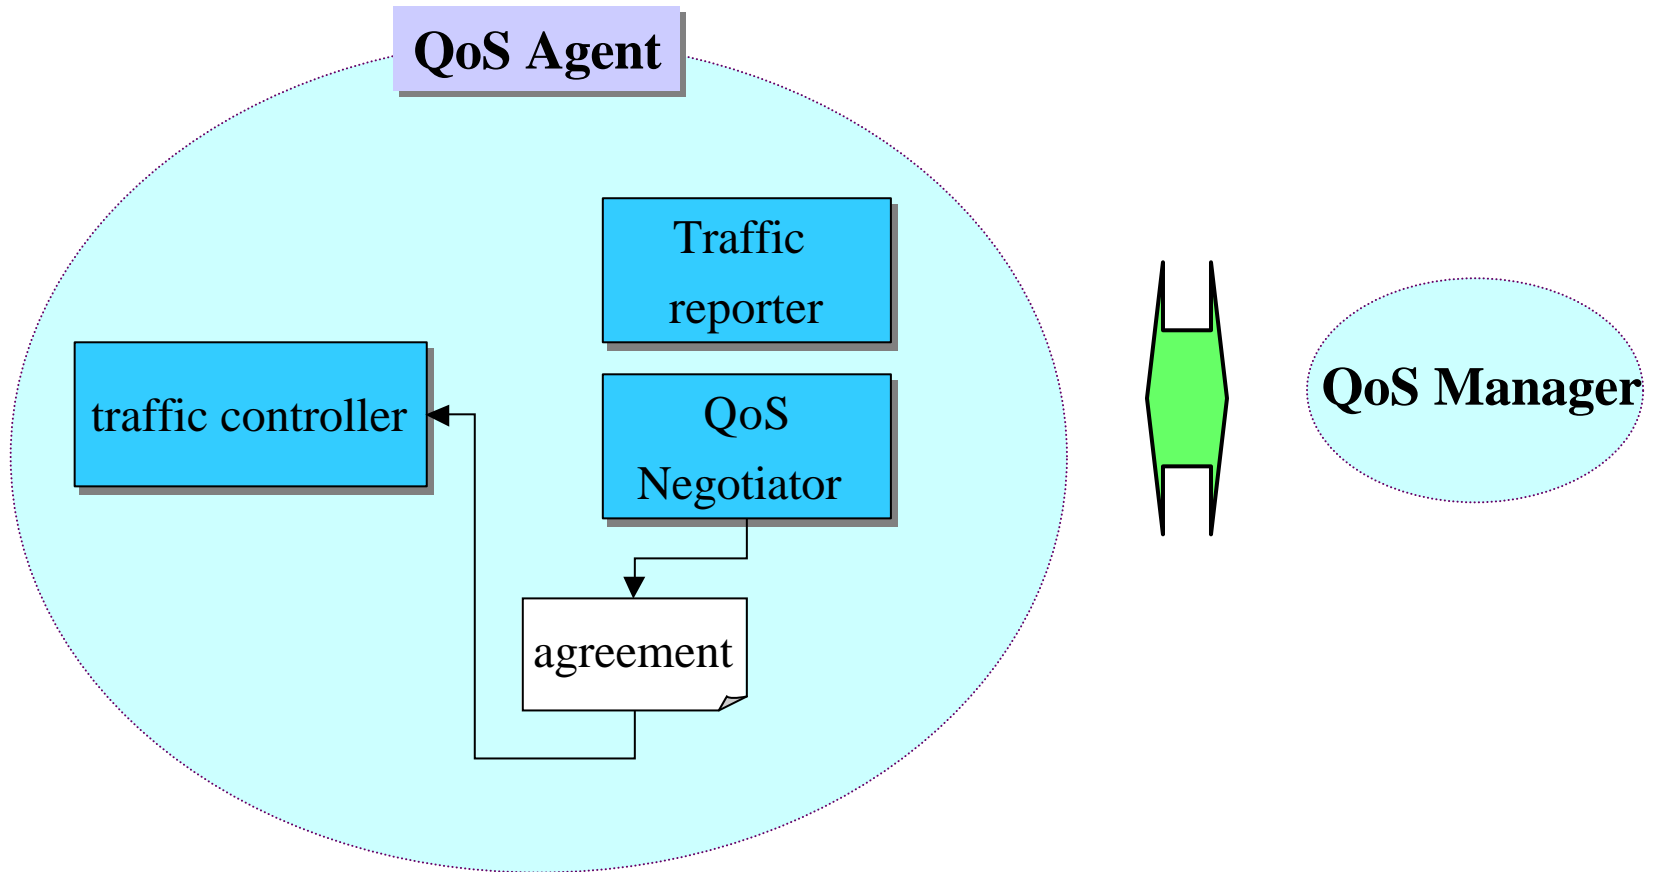 QoS Agent
Traffic
reporter
traffic controller
QoS
Negotiator
QoS Manager
agreement